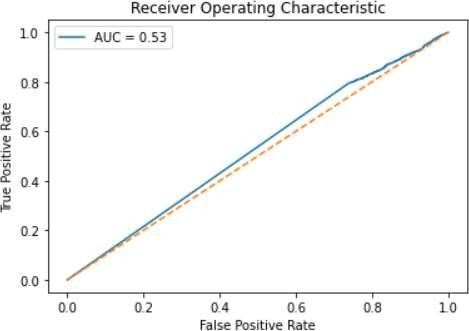 Receiver Operating Characteristic
AUC = 0.53
True Positive Rate
1.0
0.8
0.6
0.4
0.2
0.0
0.0 0.2 0.4 0.6 0.8 1.0
False Positive Rate